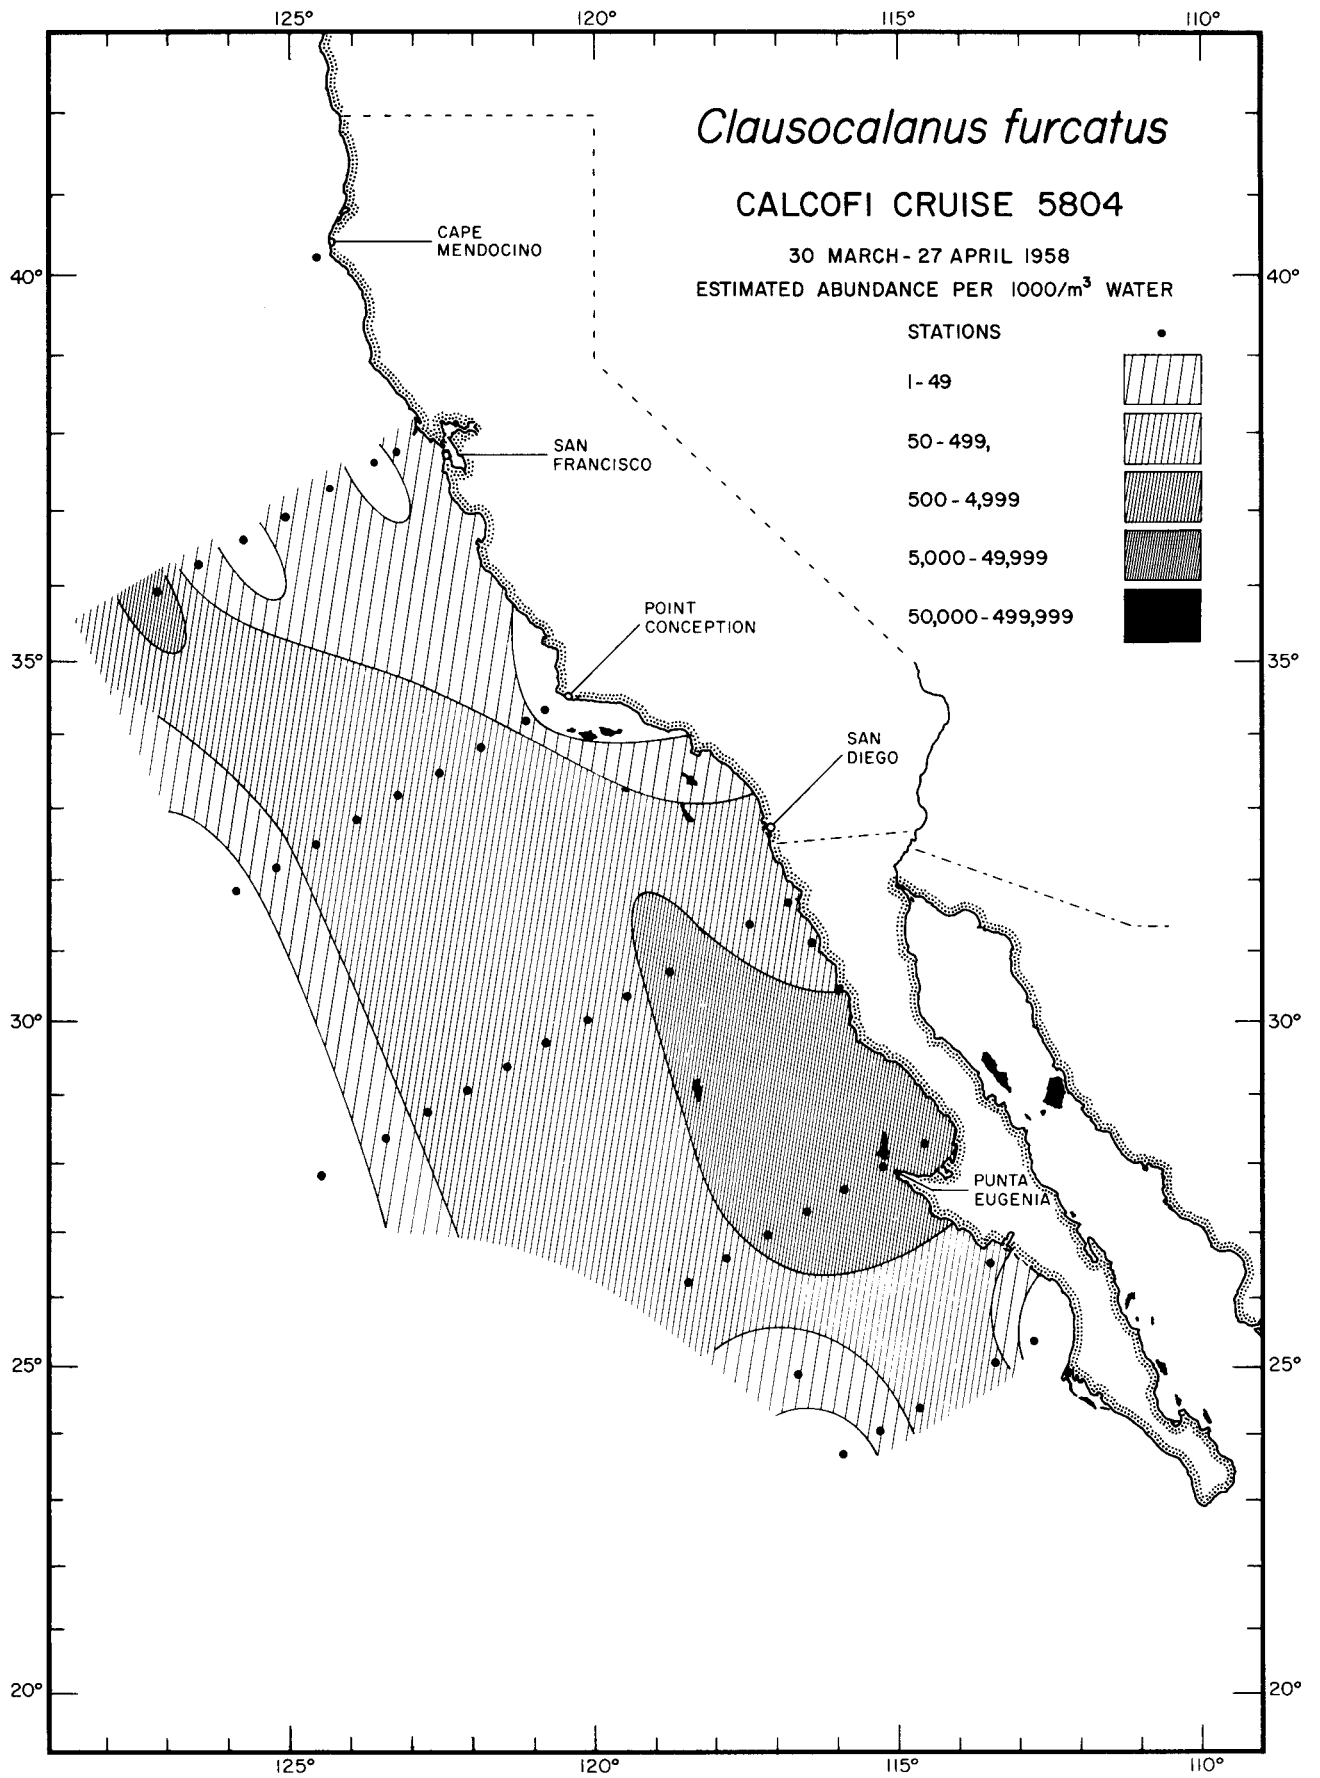 125° 120° 115° 110°
Clausocalanus furcatus
CALCOFI CRUISE 5804
30 MARCH - 27 APRIL 1958
ESTIMATED ABUNDANCE PER 1000/m³ WATER
STATIONS
1-49
50-499,
500-4,999
5,000-49,999
50,000-499,999
CAPE
MENDOCINO
40° 40°
SAN
FRANCISCO
POINT
CONCEPTION
35° 35°
SAN
DIEGO
30° 30°
PUNTA
EUGENIA
25° 25°
20° 20°
125° 120° 115° 110°